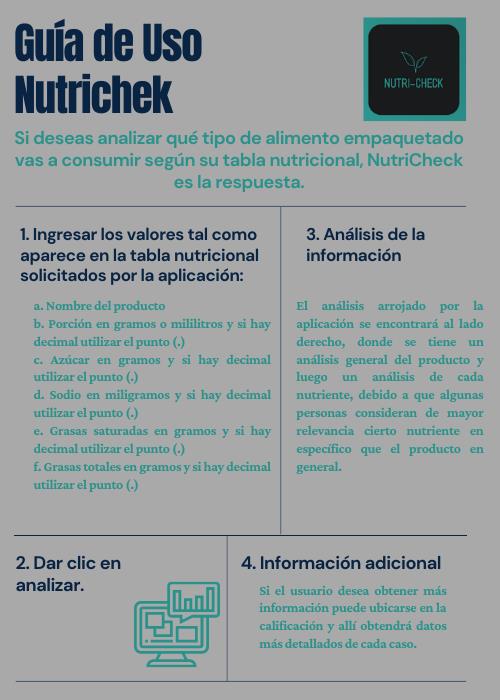 Guía de Uso
Nutrichek
NUTRI-CHECK
Si deseas analizar qué tipo de alimento empaquetado
vas a consumir según su tabla nutricional, NutriCheck
es la respuesta.
1. Ingresar los valores tal como
aparece en la tabla nutricional
solicitados por la aplicación:
a. Nombre del producto
b. Porción en gramos o mililitros y si hay
decimal utilizar el punto (.)
c. Azúcar en gramos y si hay decimal
utilizar el punto (.)
d. Sodio en miligramos y si hay decimal
utilizar el punto (.)
e. Grasas saturadas en gramos y si hay
decimal utilizar el punto (.)
f. Grasas totales en gramos y si hay decimal
utilizar el punto (.)
3. Análisis de la
información
El análisis arrojado por la
aplicación se encontrará al lado
derecho, donde se tiene un
análisis general del producto y
luego un análisis de cada
nutriente, debido a que algunas
personas consideran de mayor
relevancia cierto nutriente en
específico que el producto en
general.
2. Dar clic en
analizar.
4. Información adicional
Si el usuario desea obtener más
información puede ubicarse en la
calificación y allí obtendrá datos
más detallados de cada caso.